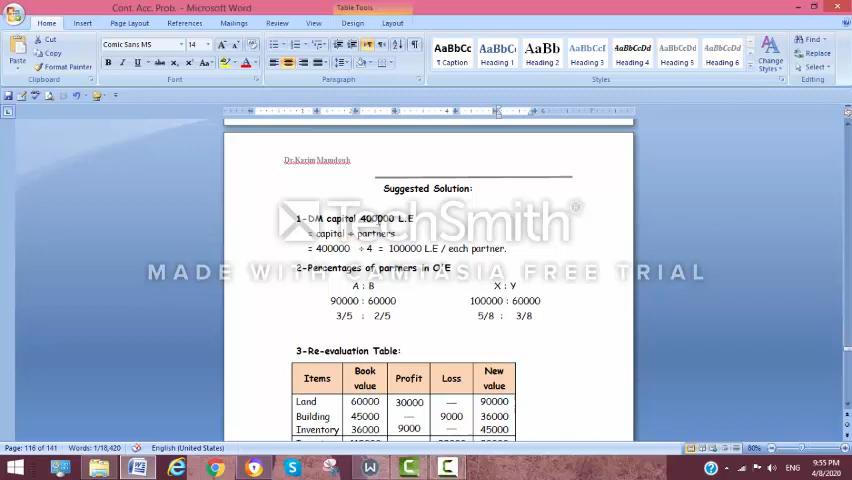 Cont. Acc. Prob. - Microsoft Word
Table Tools
Home Insert Page Layout References Mailings Review View Design Layout
Cut
Copy
Format Painter
Paste
Clipboard
Comic Sans MS 14
Font
Paragraph
AaBbCc AaBbCc AaBb AaBbCcI AaBbCcDd AaBbCcDd AaBbCcDd
¶ Caption Heading 1 Heading 2 Heading 3 Heading 4 Heading 5 Heading 6
Change Styles
Styles
Find
Replace
Select
Editing
Dr.Karim Mamdouh
Suggested Solution:
1-DM capital 400000 L.E
= capital ÷ partners
= 400000 ÷ 4 = 100000 L.E / each partner.
2-Percentages of partners in O/E
A : B X : Y
90000 : 60000 100000 : 60000
3/5 : 2/5 5/8 : 3/8
3-Re-evaluation Table:
Items Book value Profit Loss New value
Land 60000 30000 — 90000
Building 45000 — 9000 36000
Inventory 36000 9000 — 45000
TechSmith®
MADE WITH CAMTASIA FREE TRIAL
Page: 116 of 141 Words: 1/18,420 English (United States) 80%
ENG
9:55 PM
4/8/2020